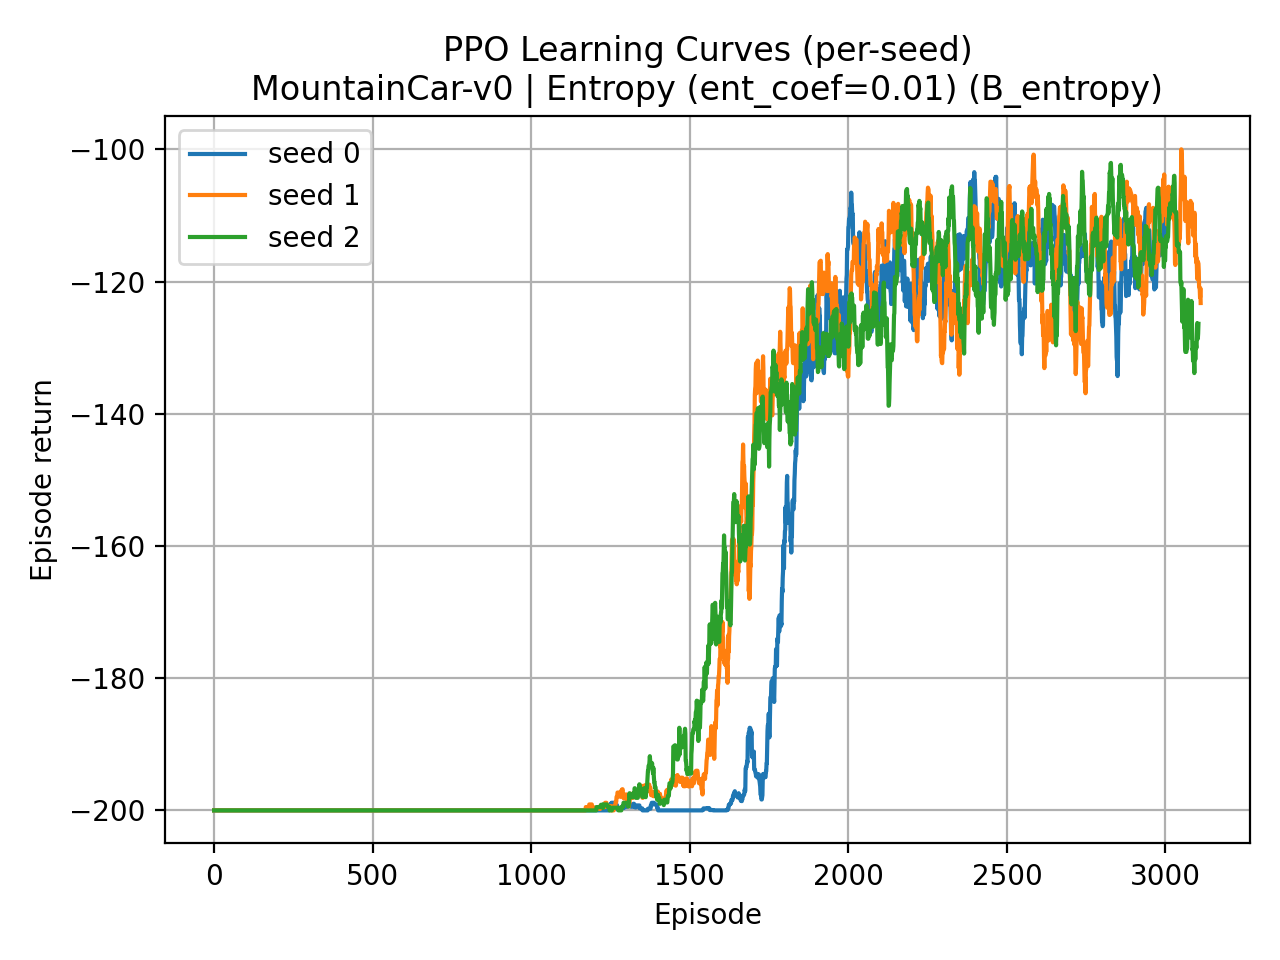 PPO Learning Curves (per-seed)
MountainCar-v0 | Entropy (ent_coef=0.01) (B_entropy)
seed 0
seed 1
seed 2
−100
−120
−140
−160
−180
−200
Episode return
0
500
1000
1500
2000
2500
3000
Episode